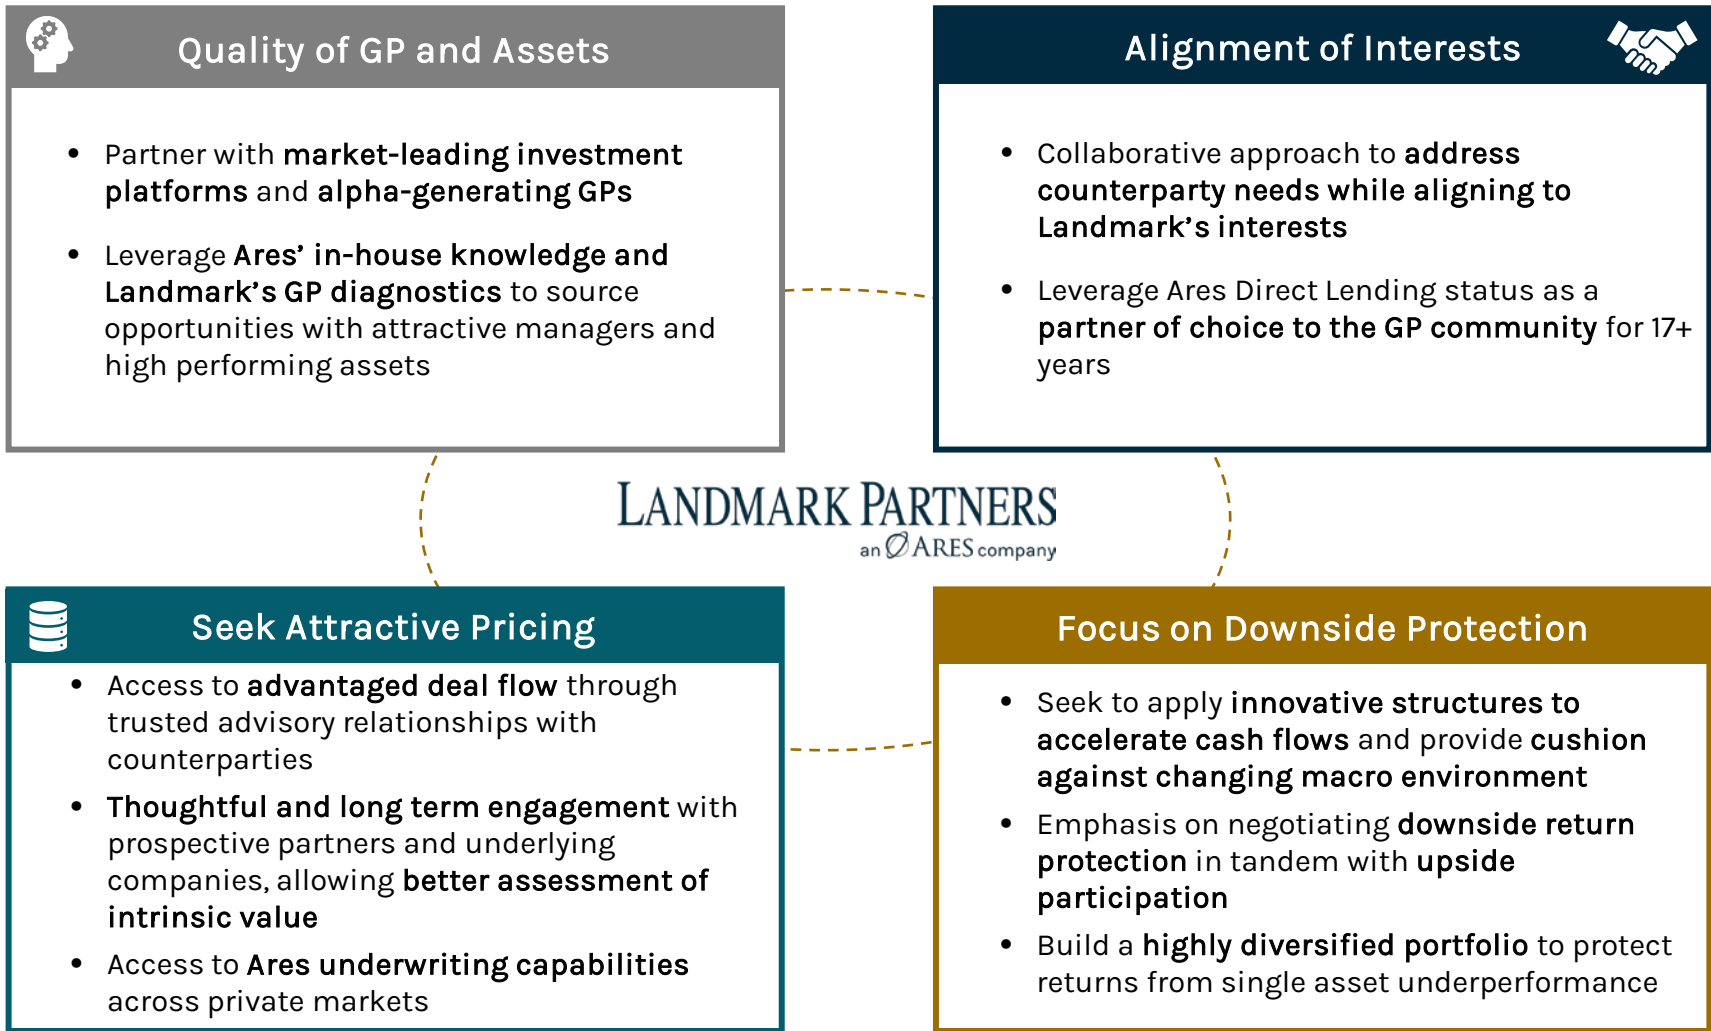 Quality of GP and Assets
• Partner with market-leading investment
platforms and alpha-generating GPs
• Leverage Ares’ in-house knowledge and
Landmark’s GP diagnostics to source
opportunities with attractive managers and
high performing assets
Alignment of Interests
• Collaborative approach to address
counterparty needs while aligning to
Landmark’s interests
• Leverage Ares Direct Lending status as a
partner of choice to the GP community for 17+
years
LANDMARK PARTNERS
an ARES company
Seek Attractive Pricing
• Access to advantaged deal flow through
trusted advisory relationships with
counterparties
• Thoughtful and long term engagement with
prospective partners and underlying
companies, allowing better assessment of
intrinsic value
• Access to Ares underwriting capabilities
across private markets
Focus on Downside Protection
• Seek to apply innovative structures to
accelerate cash flows and provide cushion
against changing macro environment
• Emphasis on negotiating downside return
protection in tandem with upside
participation
• Build a highly diversified portfolio to protect
returns from single asset underperformance